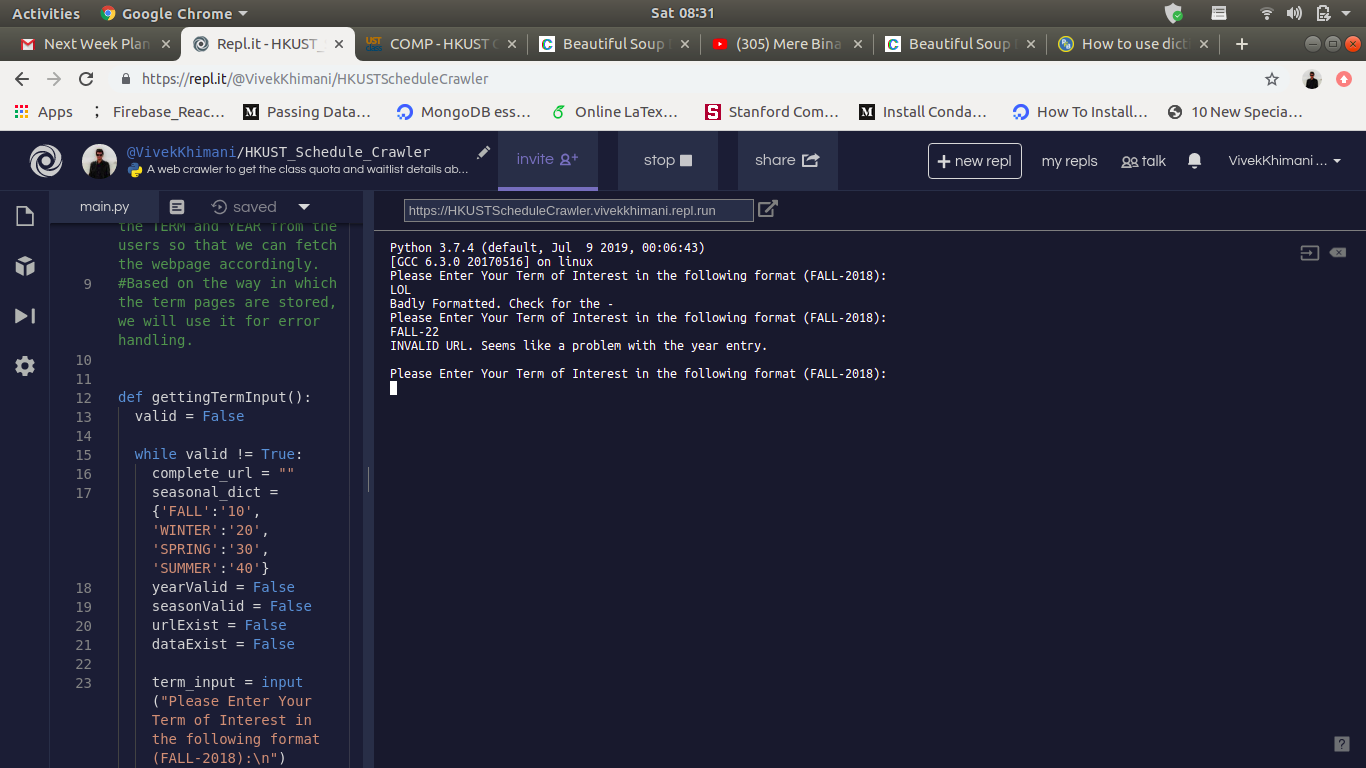 Activities
Google Chrome
Sat 08:31
Next Week Plan
Repl.it - HKUST_
COMP - HKUST C
Beautiful Soup
(305) Mere Bina
Beautiful Soup
How to use dict
https://repl.it/@VivekKhimani/HKUSTScheduleCrawler
Apps
Firebase_Reac...
Passing Data...
MongoDB ess...
Online LaTex...
Stanford Com...
Install Conda...
How To Install...
10 New Specia...
@VivekKhimani/HKUST_Schedule_Crawler
A web crawler to get the class quota and waitlist details ab...
invite
stop
share
+ new repl
my repls
talk
VivekKhimani ...
main.py
saved
https://HKUSTScheduleCrawler.vivekkhimani.repl.run
the TERM and YEAR from the
users so that we can fetch
the webpage accordingly.
9 #Based on the way in which
the term pages are stored,
we will use it for error
handling.
10
11
12 def gettingTermInput():
13 valid = False
14
15 while valid != True:
16 complete_url = ""
17 seasonal_dict =
{'FALL':'10',
'WINTER':'20',
'SPRING':'30',
'SUMMER':'40'}
18 yearValid = False
19 seasonValid = False
20 urlExist = False
21 dataExist = False
22
23 term_input = input
("Please Enter Your
Term of Interest in
the following format
(FALL-2018):\n")
Python 3.7.4 (default, Jul  9 2019, 00:06:43)
[GCC 6.3.0 20170516] on linux
Please Enter Your Term of Interest in the following format (FALL-2018):
LOL
Badly Formatted. Check for the -
Please Enter Your Term of Interest in the following format (FALL-2018):
FALL-22
INVALID URL. Seems like a problem with the year entry.
Please Enter Your Term of Interest in the following format (FALL-2018):
?